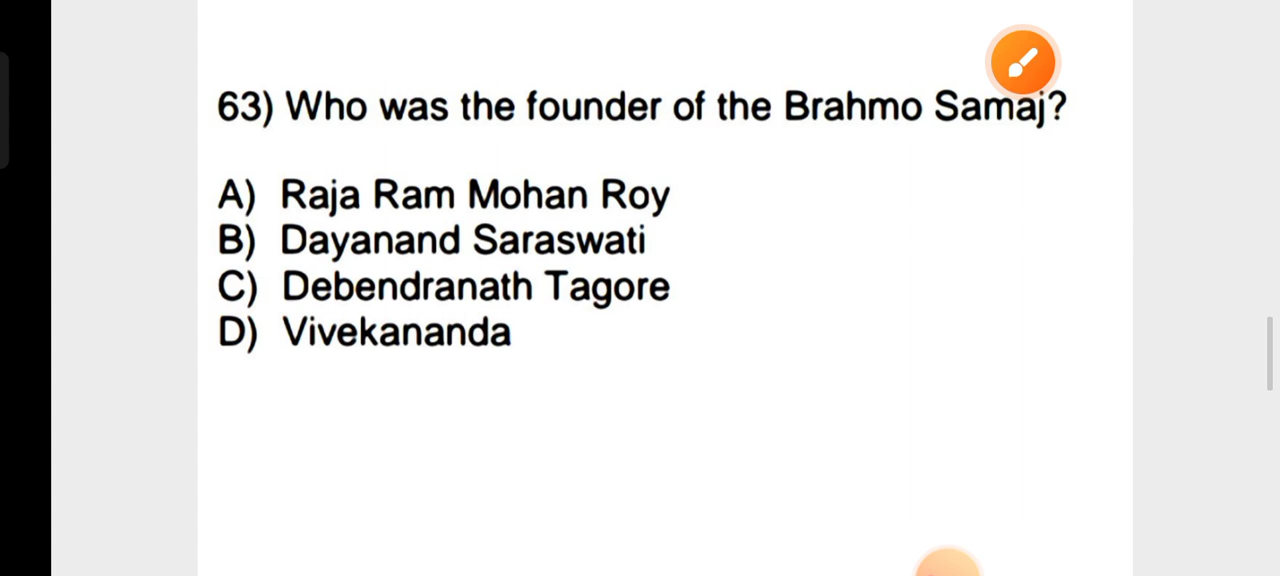 63) Who was the founder of the Brahmo Samaj?
A) Raja Ram Mohan Roy
B) Dayanand Saraswati
C) Debendranath Tagore
D) Vivekananda